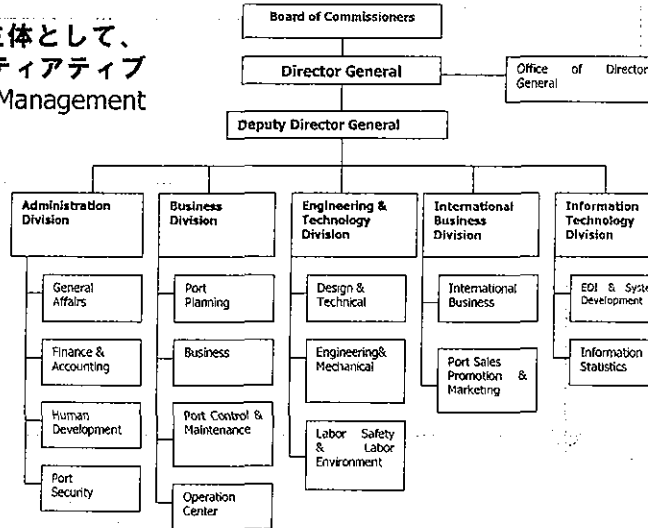 主体として、
ティアティブ
Management
Board of Commissioners
Director General
Office of Director
General
Deputy Director General
Administration
Division
Business
Division
Engineering &
Technology
Division
International
Business
Division
Information
Technology
Division
General
Affairs
Finance &
Accounting
Human
Development
Port
Security
Port
Planning
Business
Port Control &
Maintenance
Operation
Center
Design &
Technical
Engineering&
Mechanical
Labor Safety
& Labor
Environment
International
Business
Port Sales
Promotion &
Marketing
EDI & Syste
Development
Information
Statistics